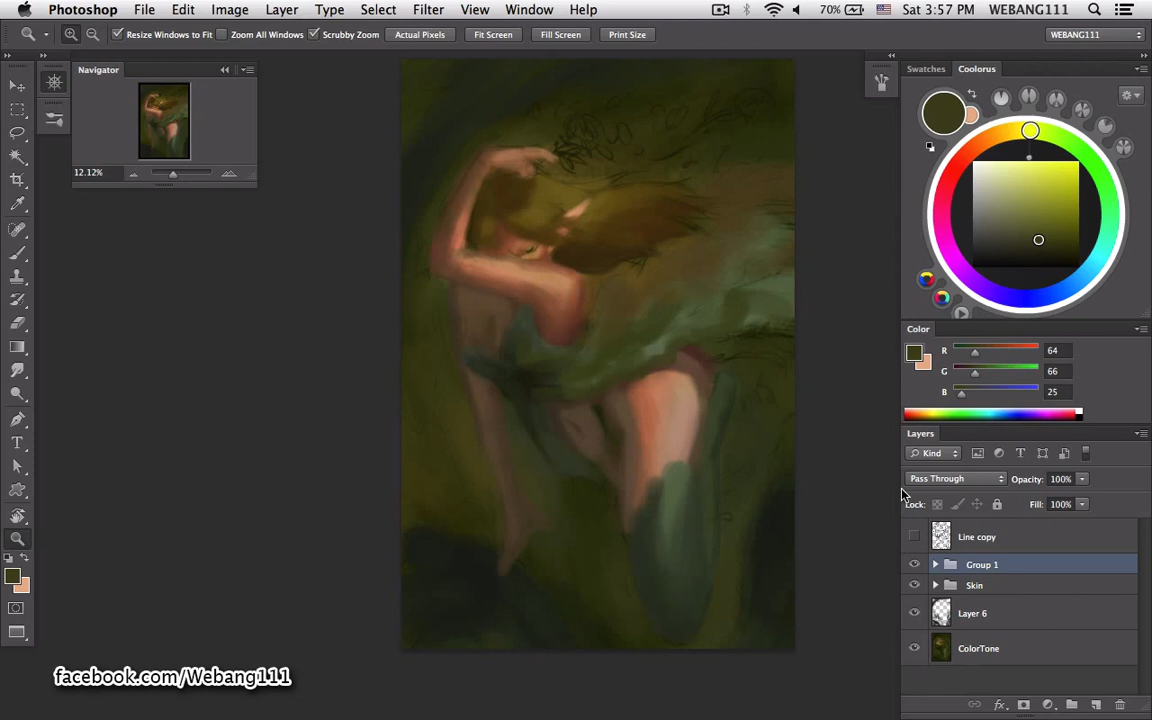 Photoshop File Edit Image Layer Type Select Filter View Window Help 70% Sat 3:57 PM WEBANG111
Resize Windows to Fit Zoom All Windows Scrubby Zoom Actual Pixels Fit Screen Fill Screen Print Size WEBANG111
Navigator
12.12%
Swatches Coolorus
Color
R 64
G 66
B 25
Layers
Kind
Pass Through Opacity: 100%
Lock: Fill: 100%
Line copy
Group 1
Skin
Layer 6
ColorTone
fx
facebook.com/Webang111